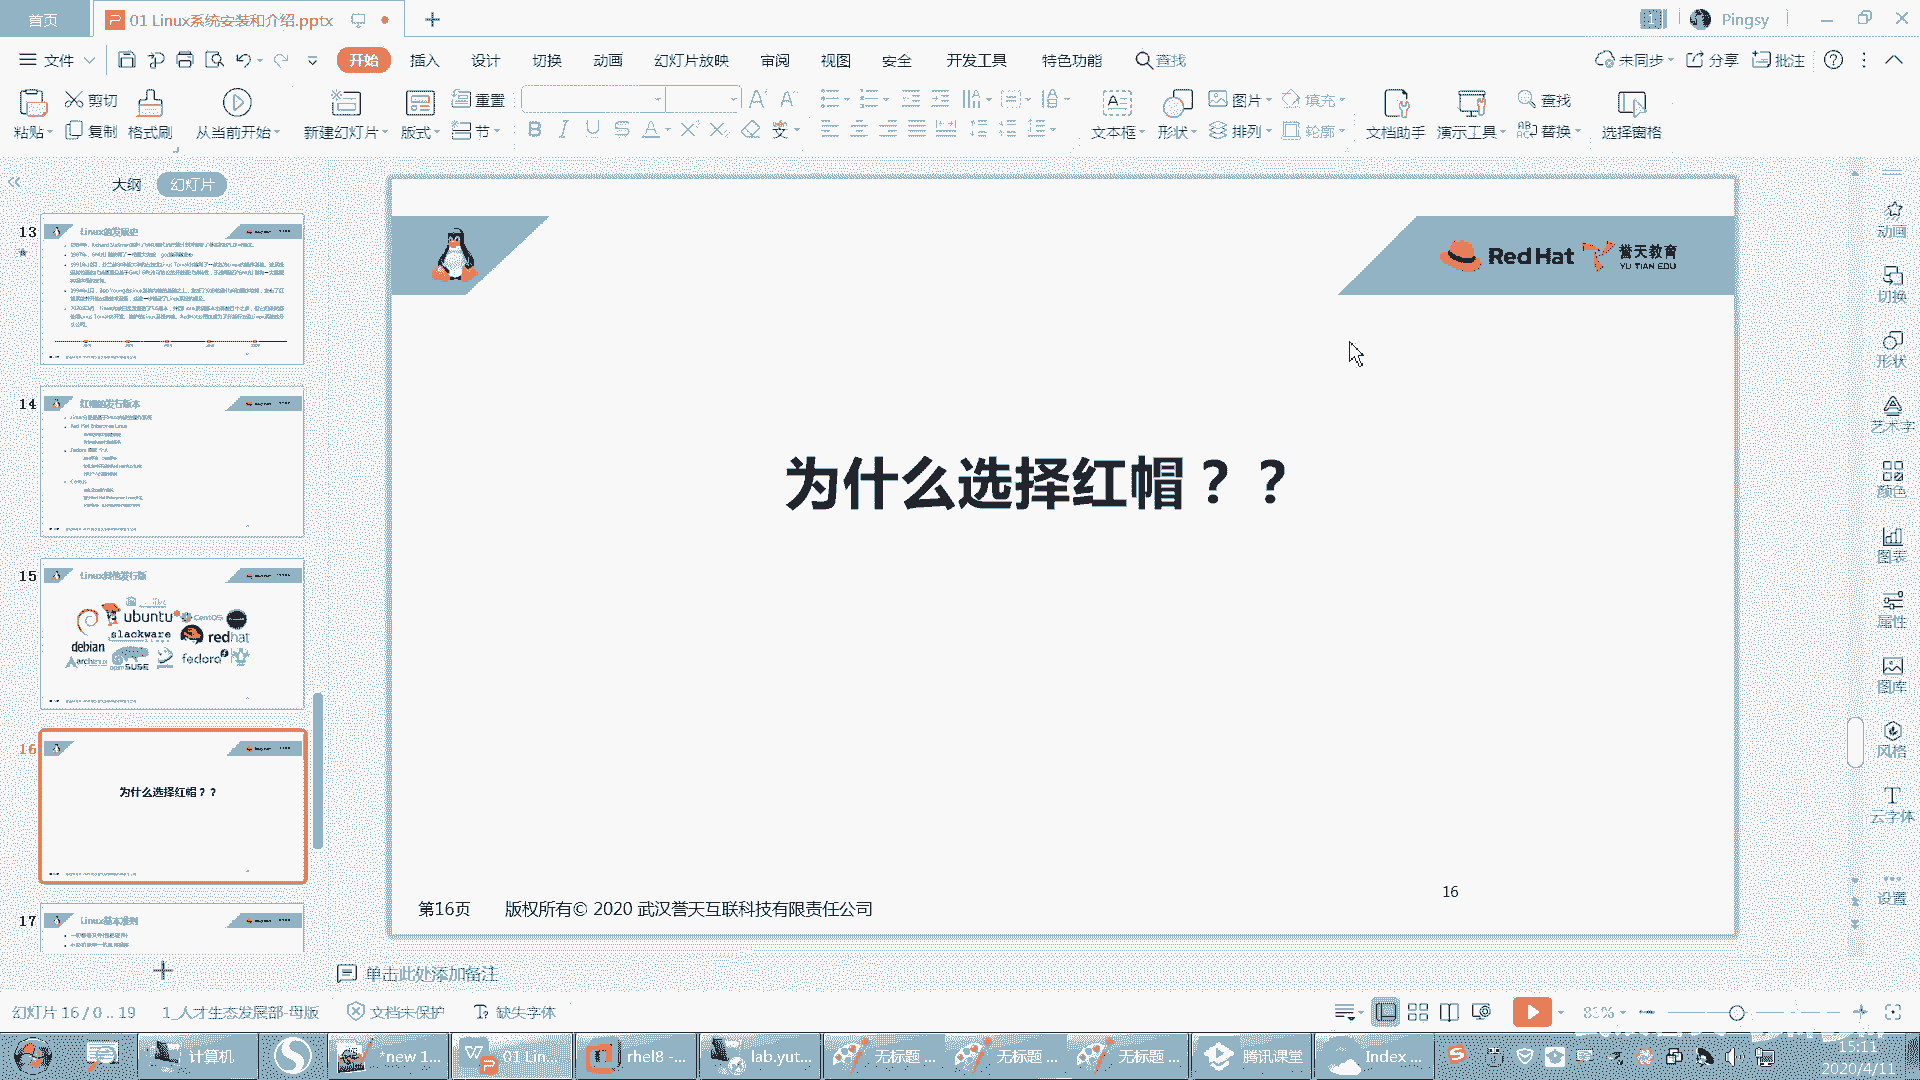 首页
01 Linux系统安装和介绍.pptx
Pingsy
文件
开始 插入 设计 切换 动画 幻灯片放映 审阅 视图 安全 开发工具 特色功能 查找
未同步 分享 批注
粘贴 剪切 复制 格式刷
从当前开始 新建幻灯片 版式 重置 节
文本框 形状 图片 排列 填充 轮廓
文档助手 演示工具 查找 替换 选择窗格
大纲 幻灯片
13
Linux的发展史
14
红帽的发行版本
Red Hat Enterprise Linux
15
Linux其他发行版
ubuntu
CentOS
slackware
redhat
debian
archlinux
SUSE
fedora
16
为什么选择红帽？？
17
Linux基本准则
Red Hat
誉天教育
YU TIAN EDU
为什么选择红帽？？
第16页 版权所有© 2020 武汉誉天互联科技有限责任公司
16
单击此处添加备注
动画
切换
形状
艺术字
颜色
图表
属性
图库
风格
云字体
设置
幻灯片 16 / 0 .. 19 1_人才生态发展部-母版 文档未保护 缺失字体
计算机
*new 1...
01 Lin...
rhel8 -...
lab.yut...
无标题 ...
无标题 ...
无标题 ...
腾讯课堂
Index ...
15:11
2020/4/11